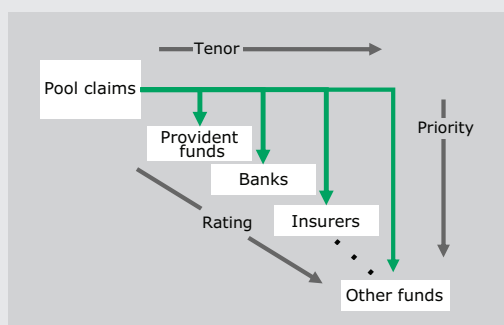 Tenor
Pool claims
Priority
Provident
funds
Banks
Rating
Insurers
Other funds